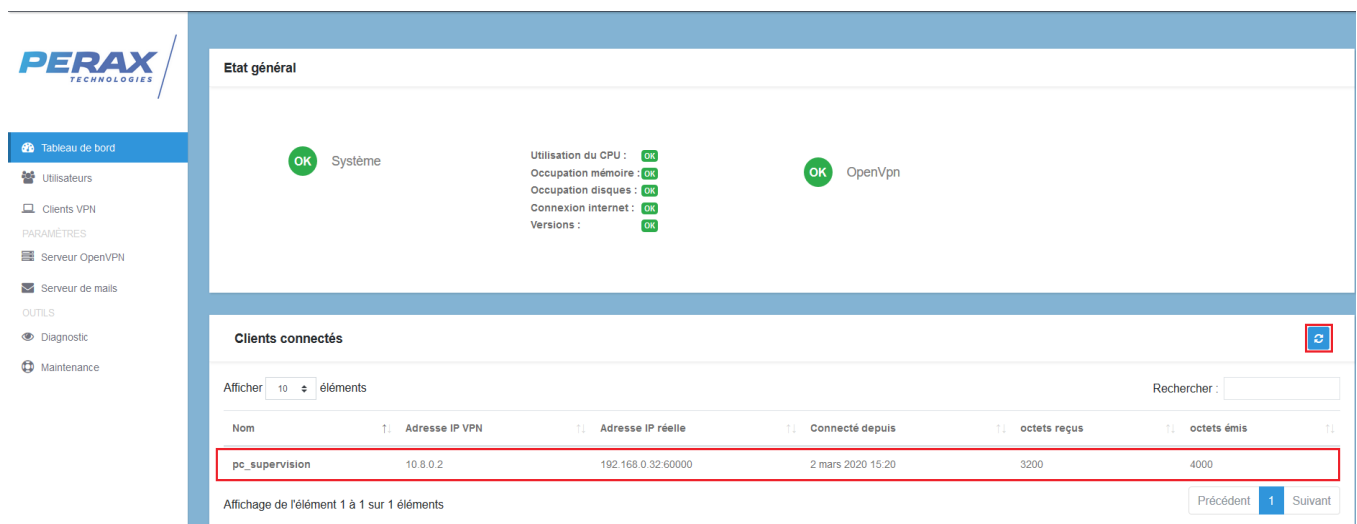 PERAX
TECHNOLOGIES
Tableau de bord
Utilisateurs
Clients VPN
PARAMÈTRES
Serveur OpenVPN
Serveur de mails
OUTILS
Diagnostic
Maintenance
Etat général
OK Système
Utilisation du CPU : OK
Occupation mémoire : OK
Occupation disques : OK
Connexion internet : OK
Versions : OK
OK OpenVpn
Clients connectés
Afficher 10 éléments Rechercher :
Nom Adresse IP VPN Adresse IP réelle Connecté depuis octets reçus octets émis
pc_supervision 10.8.0.2 192.168.0.32:60000 2 mars 2020 15:20 3200 4000
Affichage de l'élément 1 à 1 sur 1 éléments Précédent 1 Suivant